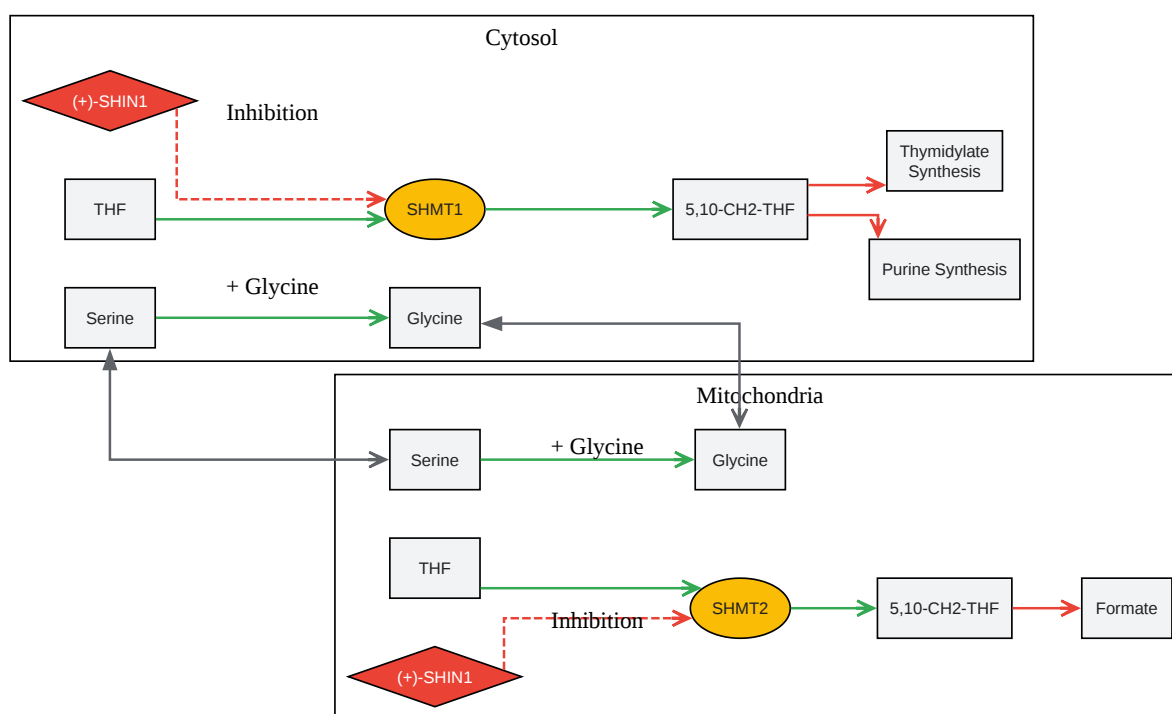 Cytosol
(+)-SHIN1
Inhibition
Thymidylate
Synthesis
THF
SHMT1
5,10-CH2-THF
Purine Synthesis
+ Glycine
Serine
Glycine
Mitochondria
+ Glycine
Serine
Glycine
THF
SHMT2
5,10-CH2-THF
Formate
Inhibition
(+)-SHIN1